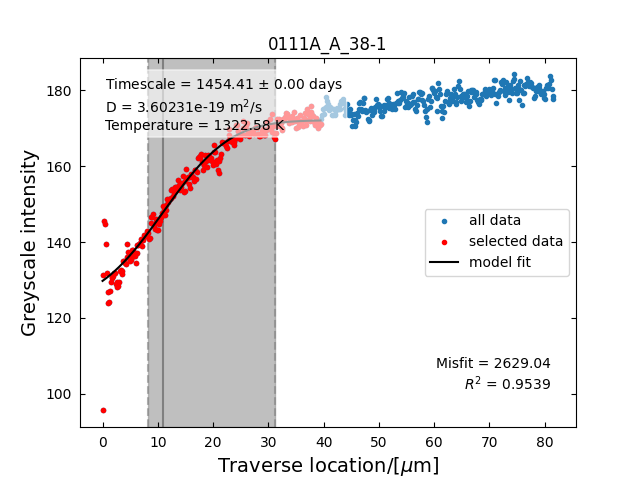 0111A_A_38-1
Timescale = 1454.41 ± 0.00 days
D = 3.60231e-19 m²/s
Temperature = 1322.58 K
180
160
140
120
100
Greyscale intensity
all data
selected data
model fit
Misfit = 2629.04
R² = 0.9539
0 10 20 30 40 50 60 70 80
Traverse location/[μm]